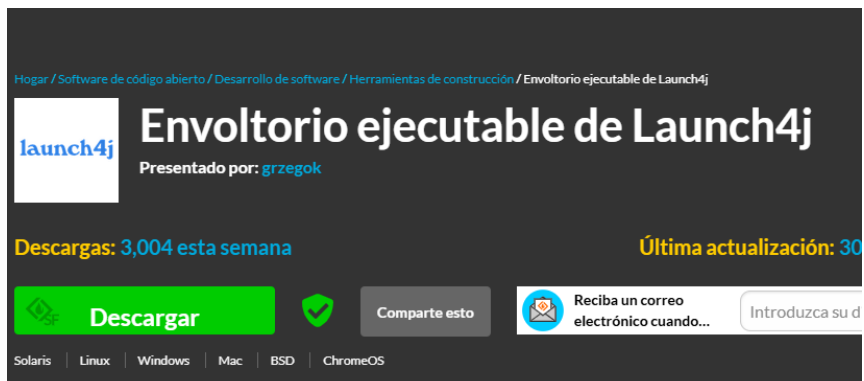 Hogar / Software de código abierto / Desarrollo de software / Herramientas de construcción / Envoltorio ejecutable de Launch4j
launch4j
Envoltorio ejecutable de Launch4j
Presentado por: grzegok
Descargas: 3,004 esta semana
Última actualización: 30
SF
Descargar
Comparte esto
Reciba un correo
electrónico cuando...
Introduzca su d
Solaris | Linux | Windows | Mac | BSD | ChromeOS